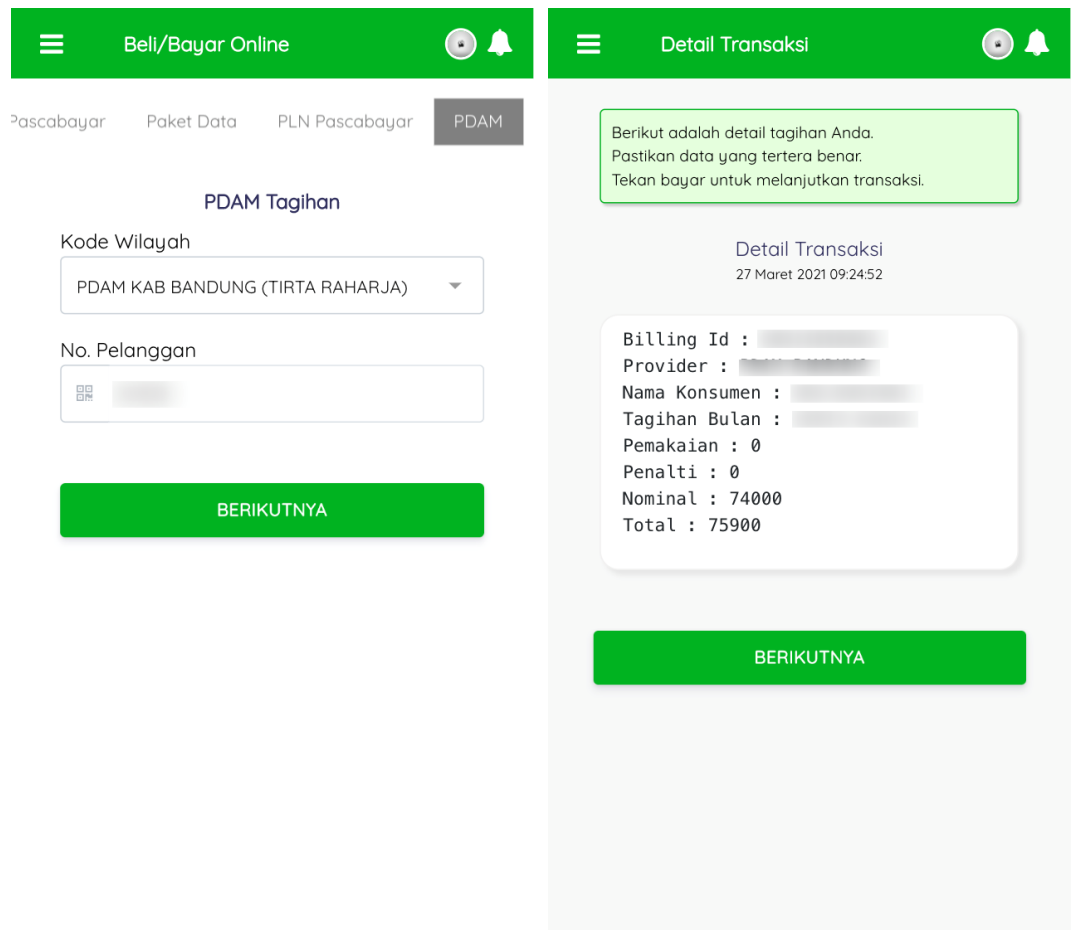 Beli/Bayar Online
Pascabayar Paket Data PLN Pascabayar PDAM
PDAM Tagihan
Kode Wilayah
PDAM KAB BANDUNG (TIRTA RAHARJA)
No. Pelanggan
BERIKUTNYA
Detail Transaksi
Berikut adalah detail tagihan Anda.
Pastikan data yang tertera benar.
Tekan bayar untuk melanjutkan transaksi.
Detail Transaksi
27 Maret 2021 09:24:52
Billing Id :
Provider :
Nama Konsumen :
Tagihan Bulan :
Pemakaian : 0
Penalti : 0
Nominal : 74000
Total : 75900
BERIKUTNYA